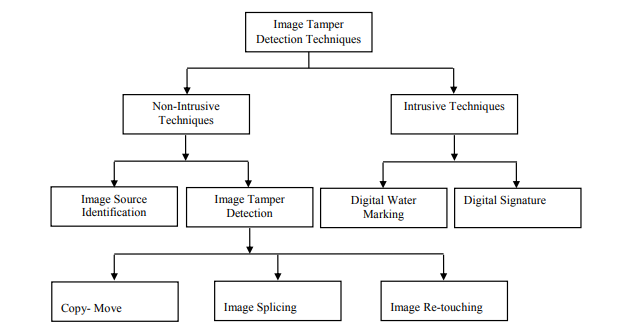 Image Tamper
Detection Techniques
Non-Intrusive
Techniques
Intrusive Techniques
Image Source
Identification
Image Tamper
Detection
Digital Water
Marking
Digital Signature
Copy- Move
Image Splicing
Image Re-touching